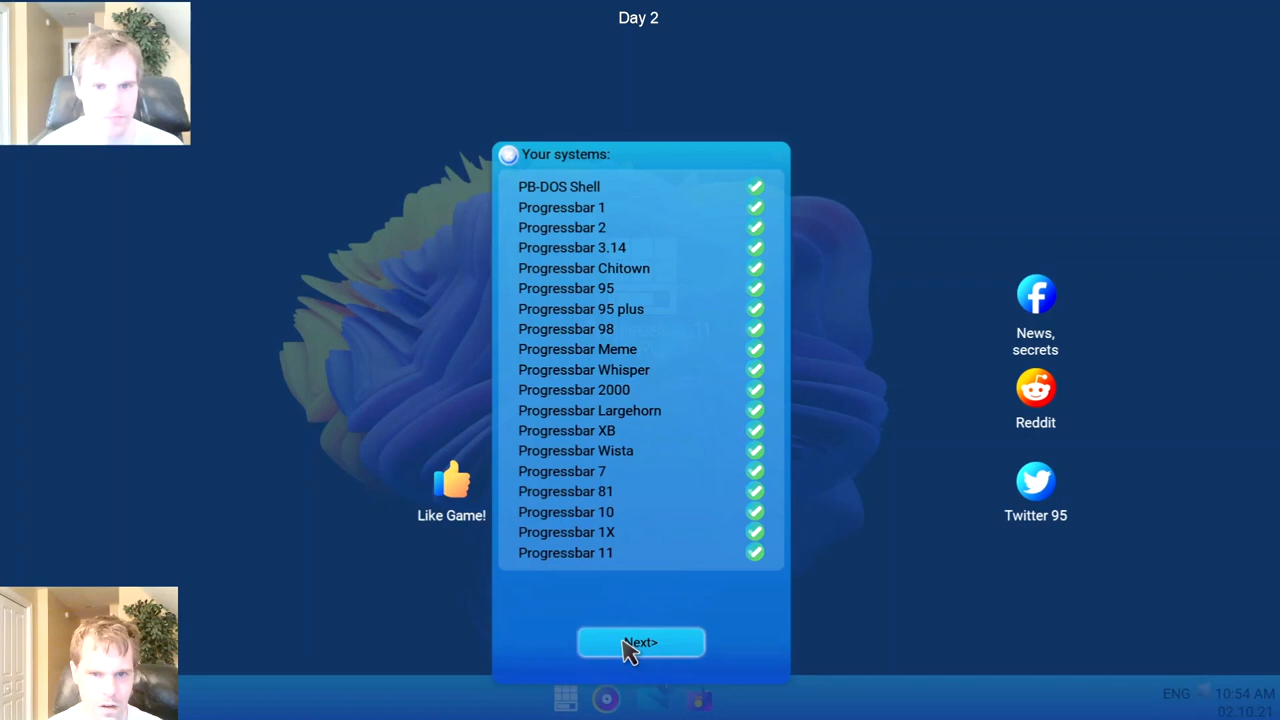 Day 2
Your systems:
PB-DOS Shell
Progressbar 1
Progressbar 2
Progressbar 3.14
Progressbar Chitown
Progressbar 95
Progressbar 95 plus
Progressbar 98
Progressbar Meme
Progressbar Whisper
Progressbar 2000
Progressbar Largehorn
Progressbar XB
Progressbar Wista
Progressbar 7
Progressbar 81
Progressbar 10
Progressbar 1X
Progressbar 11
Next>
Like Game!
News,
secrets
Reddit
Twitter 95
ENG
10:54 AM
02.10.21